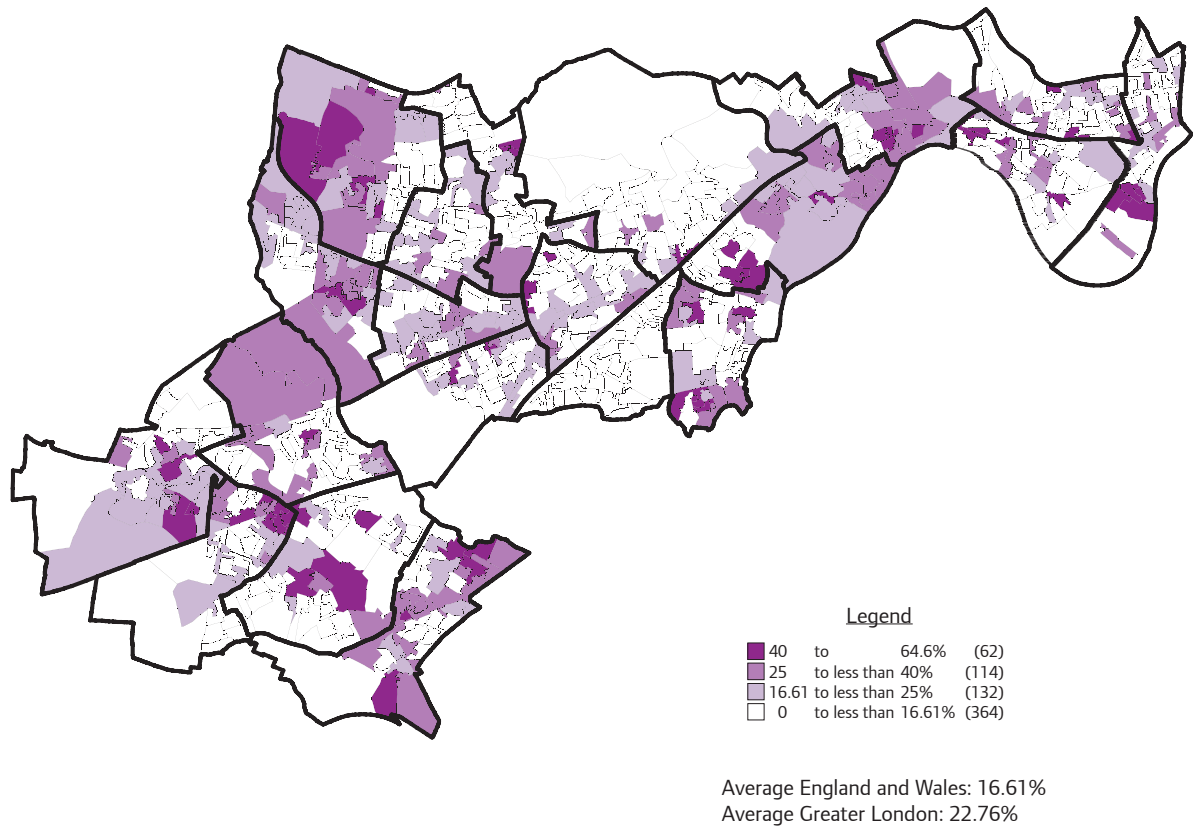 Legend
40 to 64.6% (62)
25 to less than 40% (114)
16.61 to less than 25% (132)
0 to less than 16.61% (364)
Average England and Wales: 16.61%
Average Greater London: 22.76%